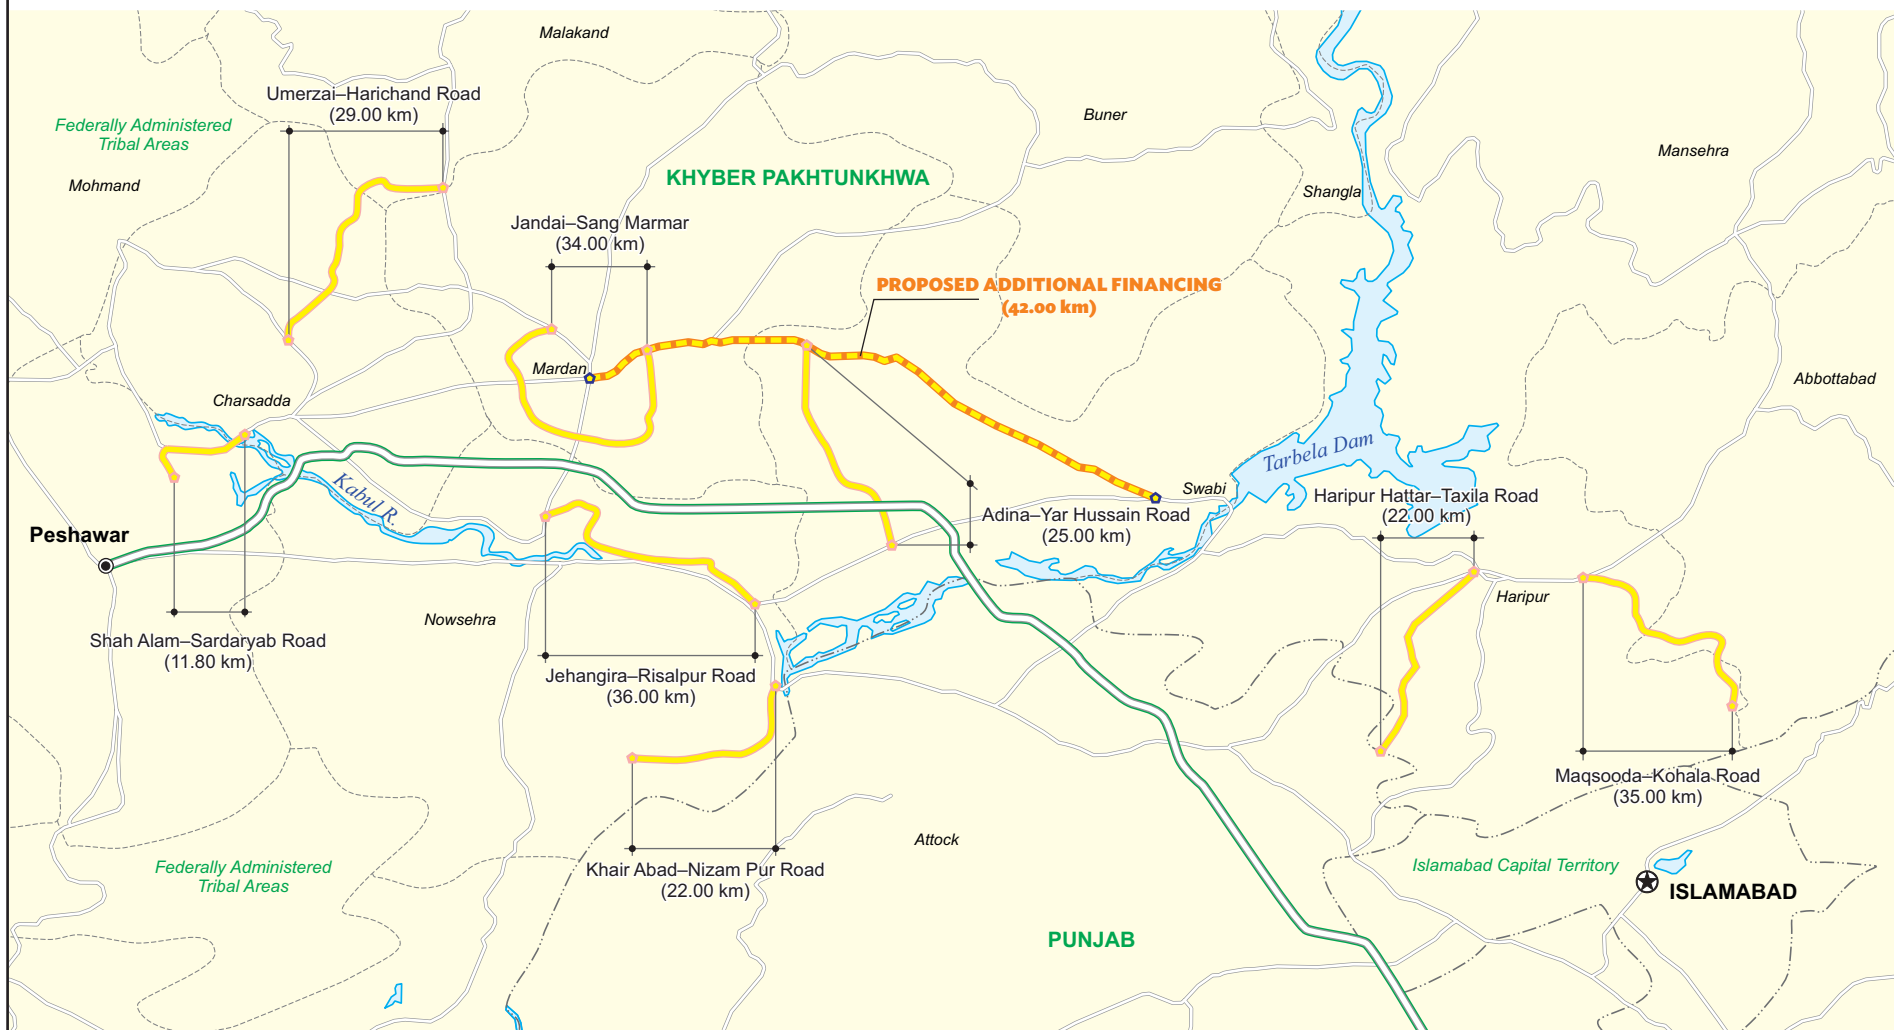 Malakand
Umerzai–Harichand Road
(29.00 km)
Federally Administered
Tribal Areas
Buner
Mansehra
Mohmand
KHYBER PAKHTUNKHWA
Shangla
Jandai–Sang Marmar
(34.00 km)
PROPOSED ADDITIONAL FINANCING
(42.00 km)
Mardan
Abbottabad
Charsadda
Tarbela Dam
Kabul R.
Swabi
Haripur Hattar–Taxila Road
(22.00 km)
Adina–Yar Hussain Road
(25.00 km)
Peshawar
Haripur
Nowsehra
Shah Alam–Sardaryab Road
(11.80 km)
Jehangira–Risalpur Road
(36.00 km)
Maqsooda–Kohala Road
(35.00 km)
Attock
Khair Abad–Nizam Pur Road
(22.00 km)
Federally Administered
Tribal Areas
Islamabad Capital Territory
ISLAMABAD
PUNJAB